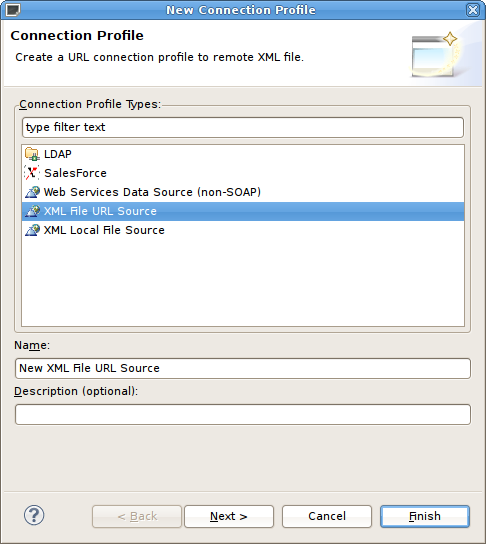 New Connection Profile
Connection Profile
Create a URL connection profile to remote XML file.
Connection Profile Types:
type filter text
LDAP
SalesForce
Web Services Data Source (non-SOAP)
XML File URL Source
XML Local File Source
Name:
New XML File URL Source
Description (optional):
?
< Back
Next >
Cancel
Finish